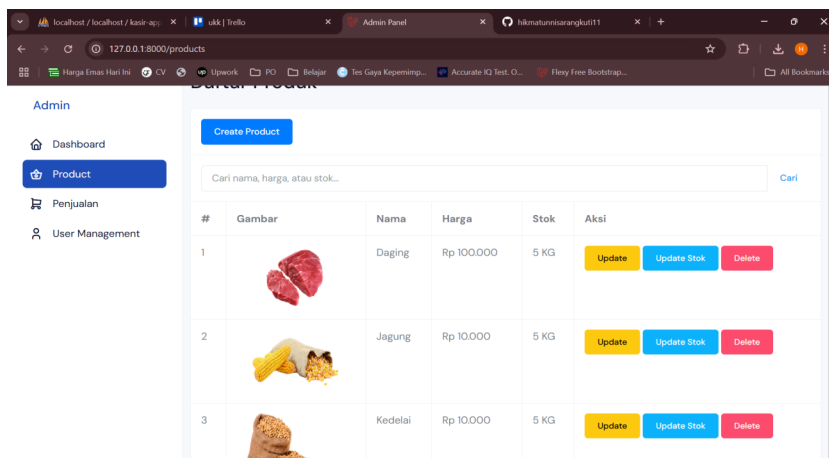 localhost / localhost / kasir-app
ukk | Trello
Admin Panel
hikmatunnisarangkuti11
127.0.0.1:8000/products
Harga Emas Hari Ini
CV
Upwork
PO
Belajar
Tes Gaya Kepemimp...
Accurate IQ Test. O...
Flexy Free Bootstrap...
All Bookmarks
Daftar Produk
Admin
Dashboard
Product
Penjualan
User Management
Create Product
Cari nama, harga, atau stok...
Cari
# Gambar Nama Harga Stok Aksi
1 Daging Rp 100.000 5 KG Update Update Stok Delete
2 Jagung Rp 10.000 5 KG Update Update Stok Delete
3 Kedelai Rp 10.000 5 KG Update Update Stok Delete